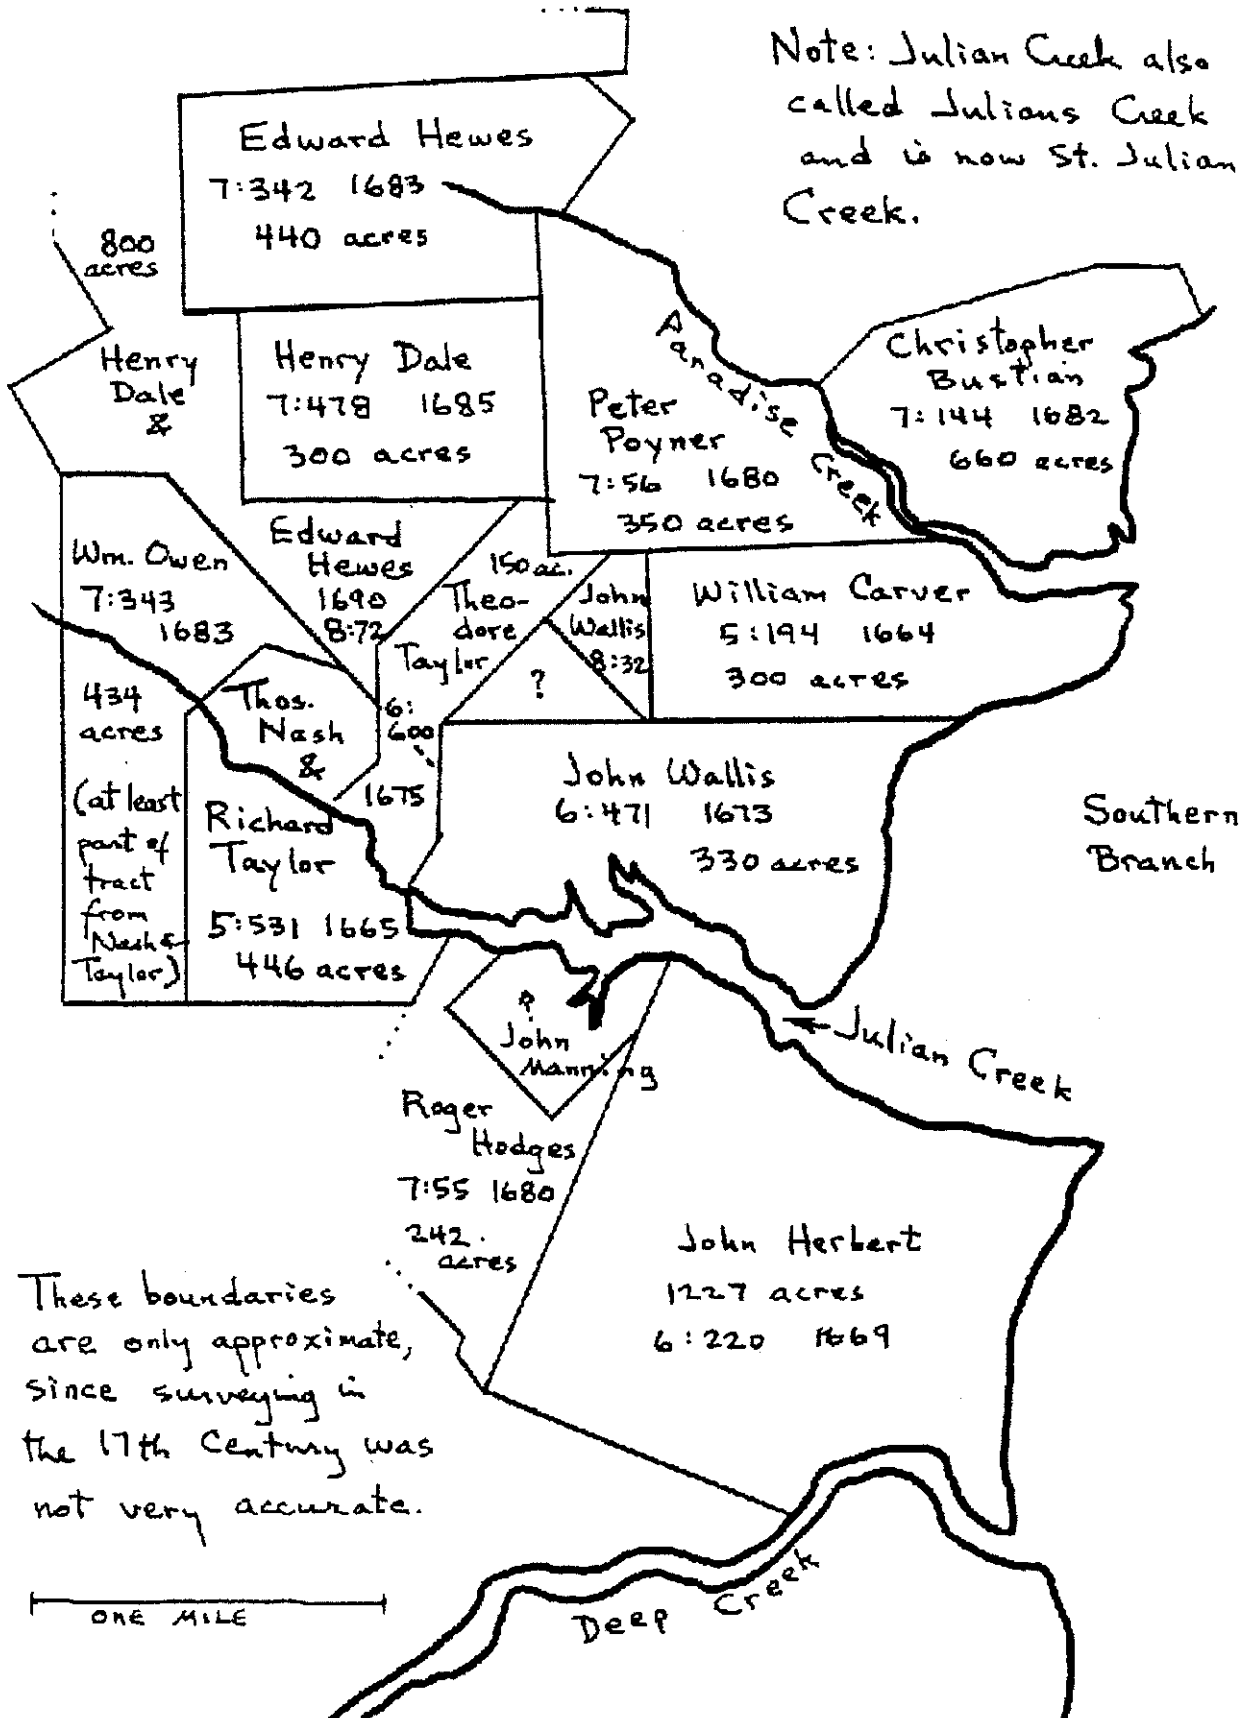 Note: Julian Creek also
called Julians Creek
and is now St. Julian
Creek.
Edward Hewes
7:342 1683
440 acres
800
acres
Henry
Dale
&
Henry Dale
7:478 1685
300 acres
Peter
Poyner
7:56 1680
350 acres
Paradise Creek
Christopher
Bustian
7:144 1682
660 acres
Wm. Owen
7:343
1683
434
acres
(at least
part of
tract
from
Nash &
Taylor)
Edward
Hewes
1690
8:72
150 ac.
Theo-
dore
Taylor
6:
600
1675
John
Wallis
8:32
?
William Carver
5:194 1664
300 acres
Thos.
Nash
&
Richard
Taylor
5:531 1665
446 acres
John Wallis
6:471 1673
330 acres
Southern
Branch
John
Manning
Julian Creek
Roger
Hodges
7:55 1680
242
acres
John Herbert
1227 acres
6:220 1669
These boundaries
are only approximate,
since surveying in
the 17th Century was
not very accurate.
ONE MILE
Deep Creek